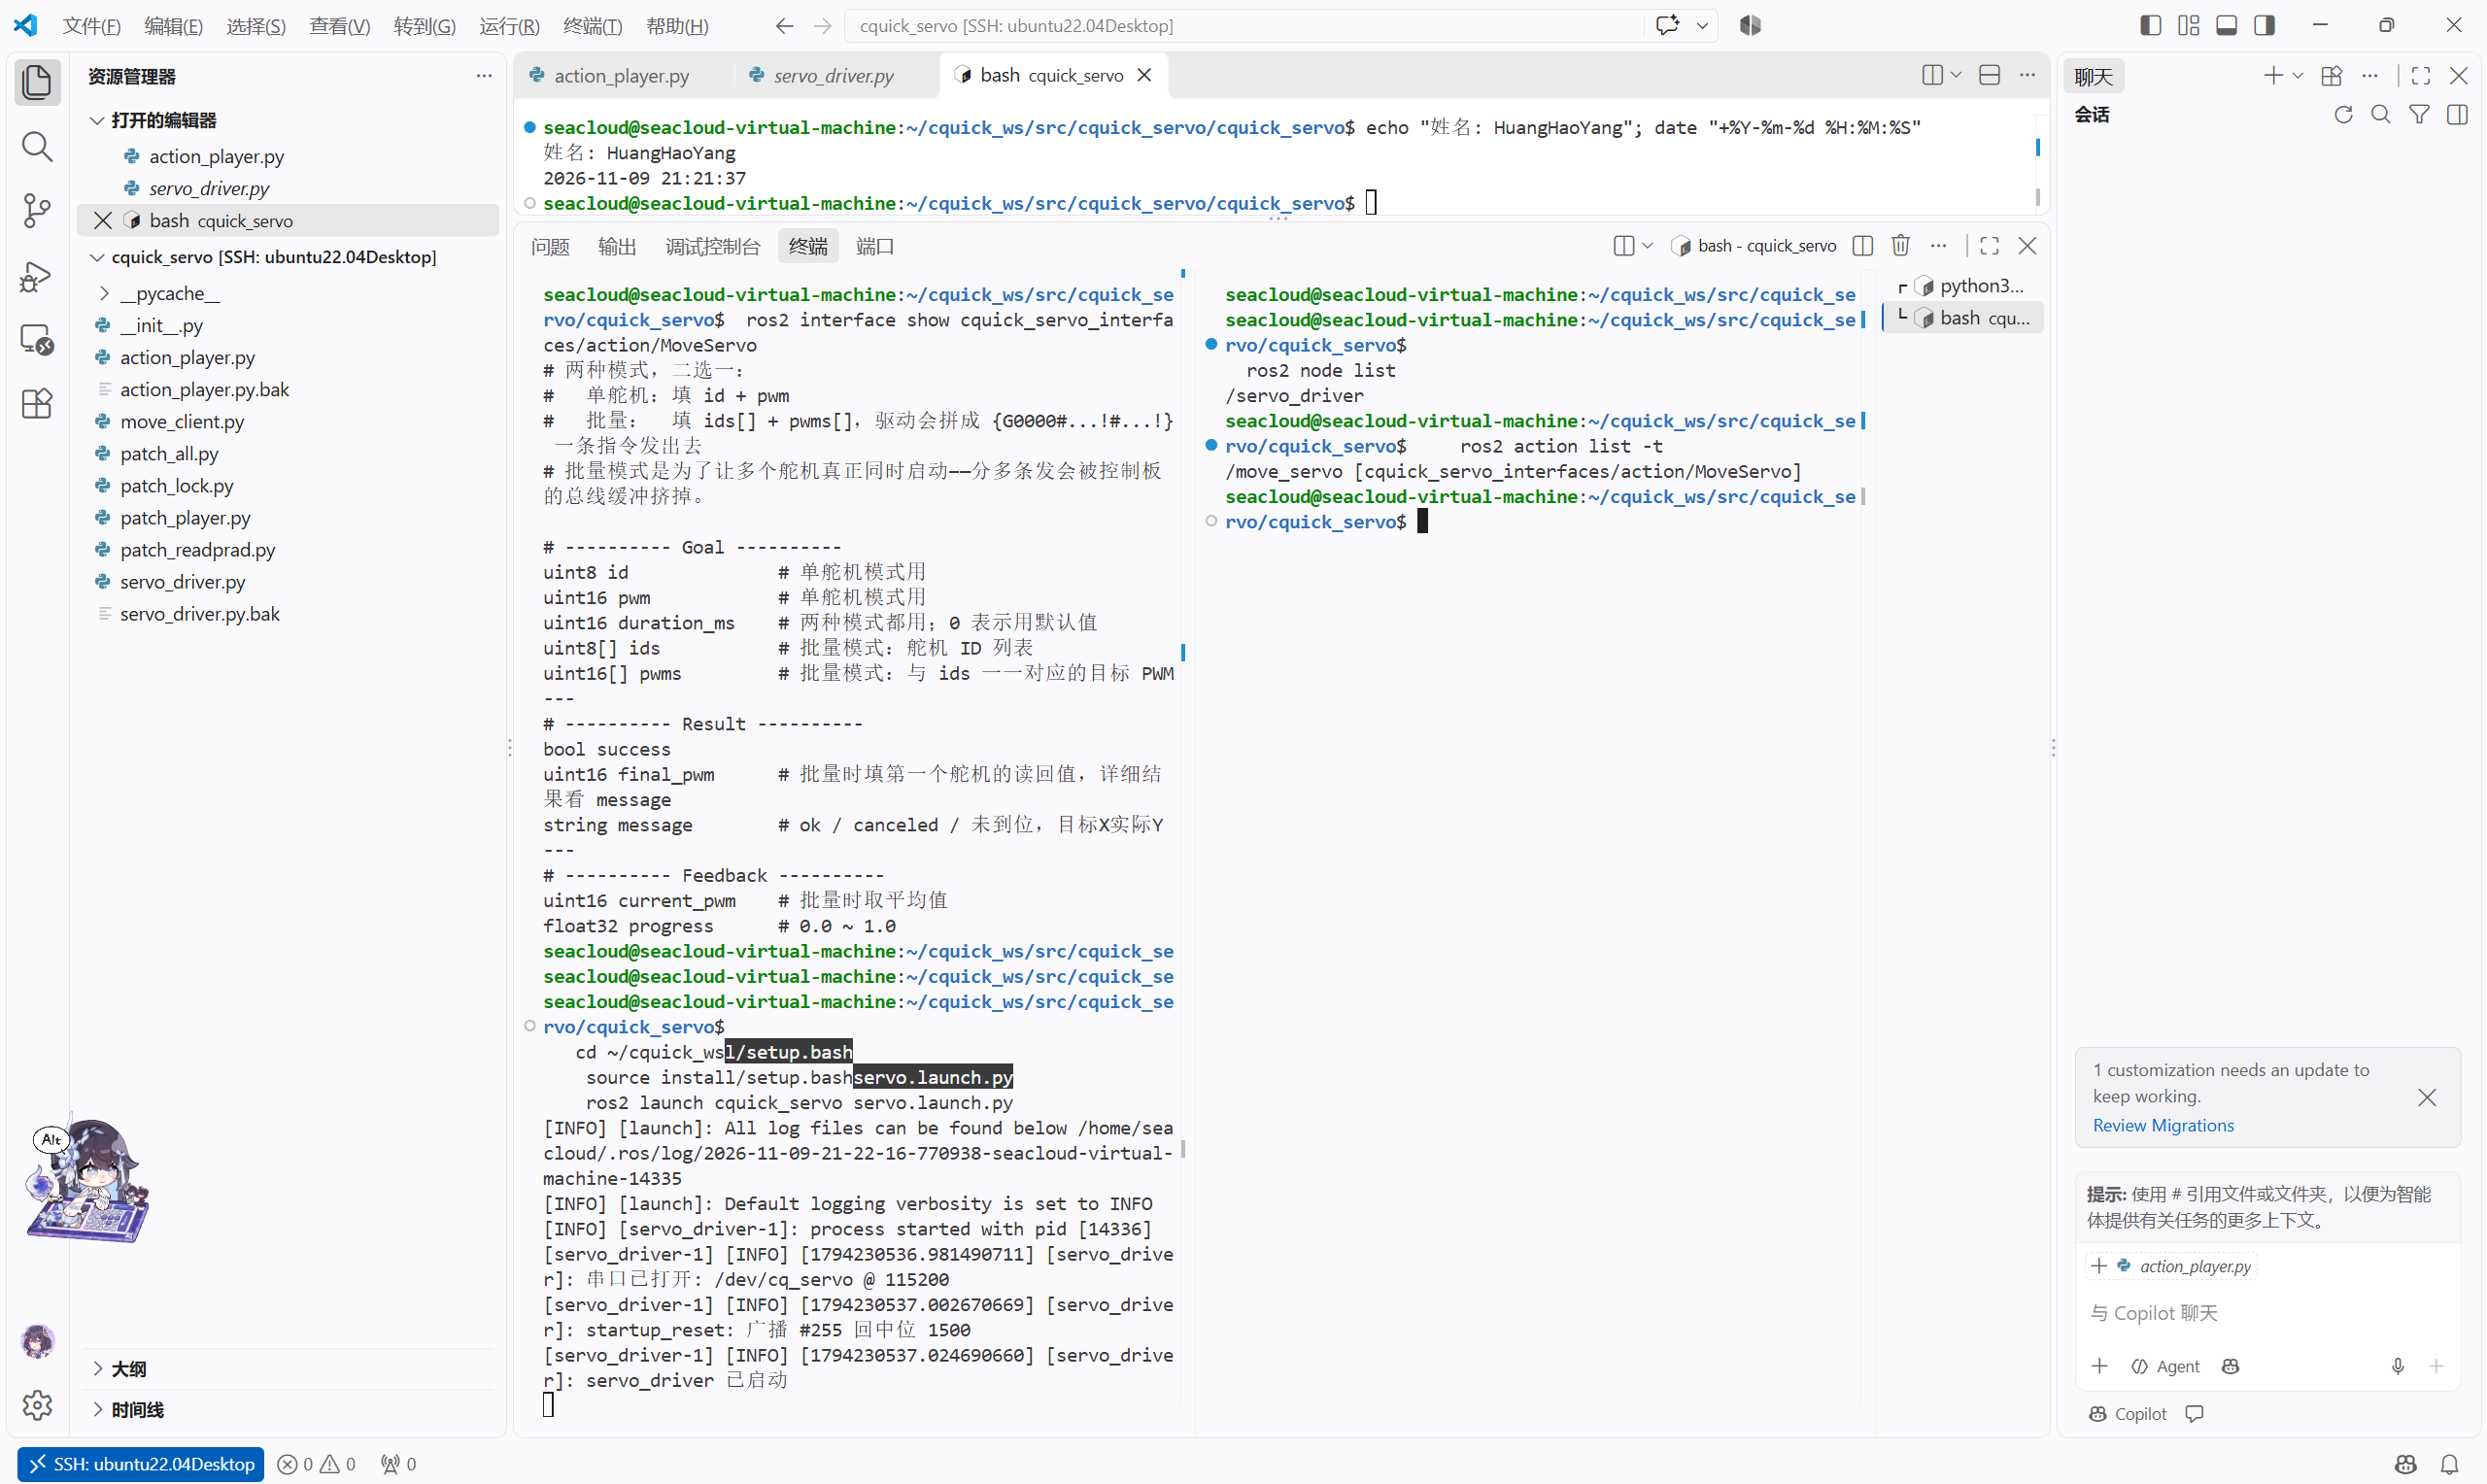 文件(F) 编辑(E) 选择(S) 查看(V) 转到(G) 运行(R) 终端(T) 帮助(H)
cquick_servo [SSH: ubuntu22.04Desktop]
资源管理器
打开的编辑器
action_player.py
servo_driver.py
bash cquick_servo
cquick_servo [SSH: ubuntu22.04Desktop]
__pycache__
__init__.py
action_player.py
action_player.py.bak
move_client.py
patch_all.py
patch_lock.py
patch_player.py
patch_readprad.py
servo_driver.py
servo_driver.py.bak
Alt
大纲
时间线
action_player.py servo_driver.py bash cquick_servo
seacloud@seacloud-virtual-machine:~/cquick_ws/src/cquick_servo/cquick_servo$ echo "姓名: HuangHaoYang"; date "+%Y-%m-%d %H:%M:%S"
姓名: HuangHaoYang
2026-11-09 21:21:37
seacloud@seacloud-virtual-machine:~/cquick_ws/src/cquick_servo/cquick_servo$
问题 输出 调试控制台 终端 端口
bash - cquick_servo
seacloud@seacloud-virtual-machine:~/cquick_ws/src/cquick_se
rvo/cquick_servo$  ros2 interface show cquick_servo_interfa
ces/action/MoveServo
# 两种模式，二选一：
#   单舵机：填 id + pwm
#   批量：  填 ids[] + pwms[]，驱动会拼成 {G0000#...!#...!}
一条指令发出去
# 批量模式是为了让多个舵机真正同时启动——分多条发会被控制板
的总线缓冲挤掉。
# ---------- Goal ----------
uint8 id              # 单舵机模式用
uint16 pwm            # 单舵机模式用
uint16 duration_ms    # 两种模式都用；0 表示用默认值
uint8[] ids           # 批量模式：舵机 ID 列表
uint16[] pwms         # 批量模式：与 ids 一一对应的目标 PWM
---
# ---------- Result ----------
bool success
uint16 final_pwm      # 批量时填第一个舵机的读回值，详细结
果看 message
string message        # ok / canceled / 未到位，目标X实际Y
---
# ---------- Feedback ----------
uint16 current_pwm    # 批量时取平均值
float32 progress      # 0.0 ~ 1.0
seacloud@seacloud-virtual-machine:~/cquick_ws/src/cquick_se
seacloud@seacloud-virtual-machine:~/cquick_ws/src/cquick_se
seacloud@seacloud-virtual-machine:~/cquick_ws/src/cquick_se
rvo/cquick_servo$
cd ~/cquick_wsl/setup.bash
source install/setup.bashservo.launch.py
ros2 launch cquick_servo servo.launch.py
[INFO] [launch]: All log files can be found below /home/sea
cloud/.ros/log/2026-11-09-21-22-16-770938-seacloud-virtual-
machine-14335
[INFO] [launch]: Default logging verbosity is set to INFO
[INFO] [servo_driver-1]: process started with pid [14336]
[servo_driver-1] [INFO] [1794230536.981490711] [servo_drive
r]: 串口已打开: /dev/cq_servo @ 115200
[servo_driver-1] [INFO] [1794230537.002670669] [servo_drive
r]: startup_reset: 广播 #255 回中位 1500
[servo_driver-1] [INFO] [1794230537.024690660] [servo_drive
r]: servo_driver 已启动
seacloud@seacloud-virtual-machine:~/cquick_ws/src/cquick_se
seacloud@seacloud-virtual-machine:~/cquick_ws/src/cquick_se
rvo/cquick_servo$
ros2 node list
/servo_driver
seacloud@seacloud-virtual-machine:~/cquick_ws/src/cquick_se
rvo/cquick_servo$     ros2 action list -t
/move_servo [cquick_servo_interfaces/action/MoveServo]
seacloud@seacloud-virtual-machine:~/cquick_ws/src/cquick_se
rvo/cquick_servo$
python3...
bash cqu...
聊天
会话
1 customization needs an update to
keep working.
Review Migrations
提示: 使用 # 引用文件或文件夹，以便为智能
体提供有关任务的更多上下文。
action_player.py
与 Copilot 聊天
Agent
Copilot
SSH: ubuntu22.04Desktop 0 0 0